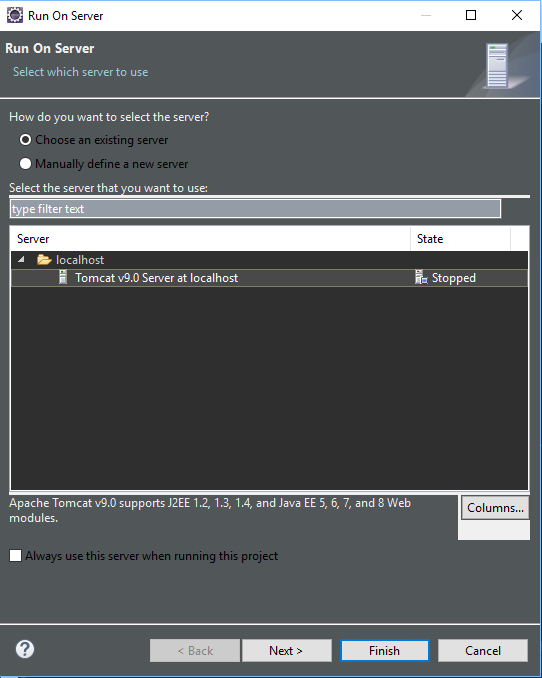 Run On Server
Run On Server
Select which server to use
How do you want to select the server?
Choose an existing server
Manually define a new server
Select the server that you want to use:
type filter text
Server State
localhost
Tomcat v9.0 Server at localhost Stopped
Apache Tomcat v9.0 supports J2EE 1.2, 1.3, 1.4, and Java EE 5, 6, 7, and 8 Web
modules.
Columns...
Always use this server when running this project
? < Back Next > Finish Cancel